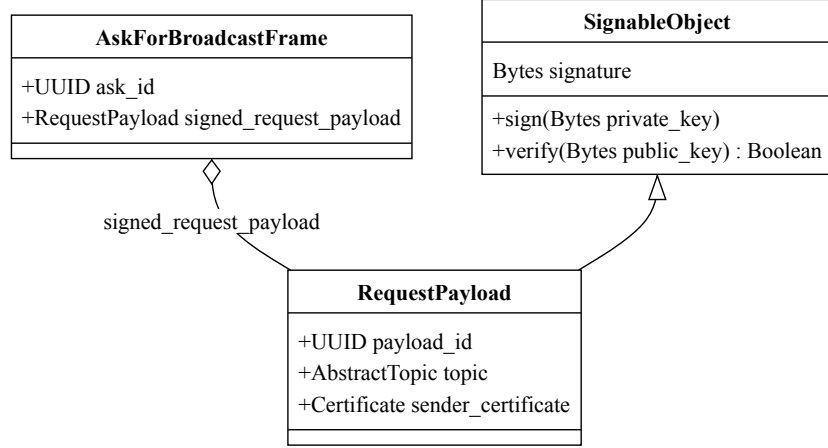 AskForBroadcastFrame
+UUID ask_id
+RequestPayload signed_request_payload
SignableObject
Bytes signature
+sign(Bytes private_key)
+verify(Bytes public_key) : Boolean
signed_request_payload
RequestPayload
+UUID payload_id
+AbstractTopic topic
+Certificate sender_certificate